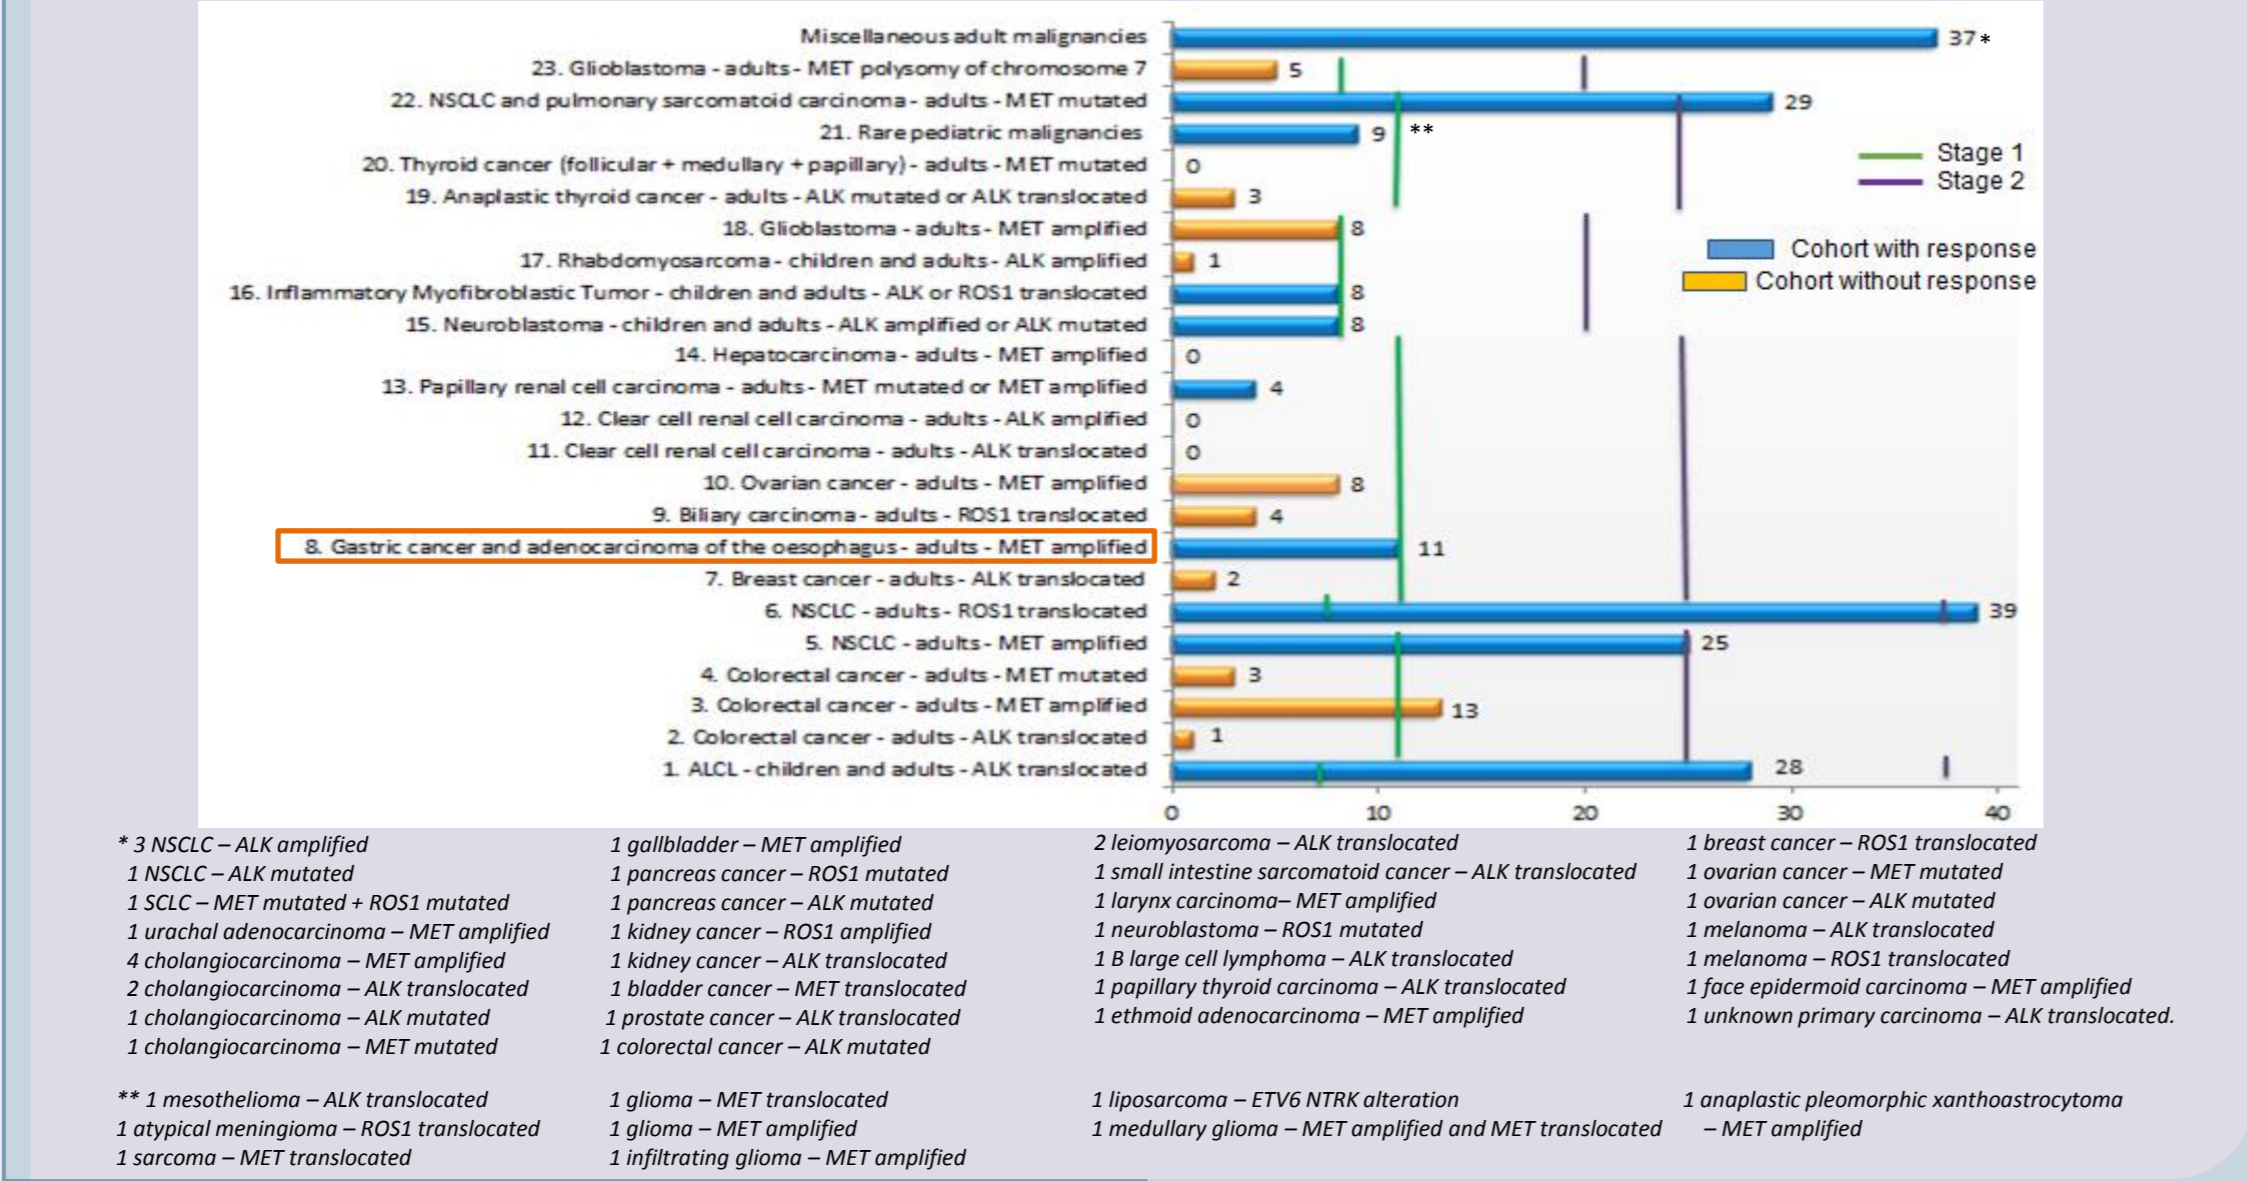 Miscellaneous adult malignancies 37*
23. Glioblastoma - adults - MET polysomy of chromosome 7 5
22. NSCLC and pulmonary sarcomatoid carcinoma - adults - MET mutated 29
21. Rare pediatric malignancies 9 **
20. Thyroid cancer (follicular + medullary + papillary) - adults - MET mutated 0
19. Anaplastic thyroid cancer - adults - ALK mutated or ALK translocated 3
18. Glioblastoma - adults - MET amplified 8
17. Rhabdomyosarcoma - children and adults - ALK amplified 1
16. Inflammatory Myofibroblastic Tumor - children and adults - ALK or ROS1 translocated 8
15. Neuroblastoma - children and adults - ALK amplified or ALK mutated 8
14. Hepatocarcinoma - adults - MET amplified 0
13. Papillary renal cell carcinoma - adults - MET mutated or MET amplified 4
12. Clear cell renal cell carcinoma - adults - ALK amplified 0
11. Clear cell renal cell carcinoma - adults - ALK translocated 0
10. Ovarian cancer - adults - MET amplified 8
9. Biliary carcinoma - adults - ROS1 translocated 4
8. Gastric cancer and adenocarcinoma of the oesophagus - adults - MET amplified 11
7. Breast cancer - adults - ALK translocated 2
6. NSCLC - adults - ROS1 translocated 39
5. NSCLC - adults - MET amplified 25
4. Colorectal cancer - adults - MET mutated 3
3. Colorectal cancer - adults - MET amplified 13
2. Colorectal cancer - adults - ALK translocated 1
1. ALCL - children and adults - ALK translocated 28
0 10 20 30 40
Stage 1
Stage 2
Cohort with response
Cohort without response
* 3 NSCLC – ALK amplified
1 NSCLC – ALK mutated
1 SCLC – MET mutated + ROS1 mutated
1 urachal adenocarcinoma – MET amplified
4 cholangiocarcinoma – MET amplified
2 cholangiocarcinoma – ALK translocated
1 cholangiocarcinoma – ALK mutated
1 cholangiocarcinoma – MET mutated
1 gallbladder – MET amplified
1 pancreas cancer – ROS1 mutated
1 pancreas cancer – ALK mutated
1 kidney cancer – ROS1 amplified
1 kidney cancer – ALK translocated
1 bladder cancer – MET translocated
1 prostate cancer – ALK translocated
1 colorectal cancer – ALK mutated
2 leiomyosarcoma – ALK translocated
1 small intestine sarcomatoid cancer – ALK translocated
1 larynx carcinoma– MET amplified
1 neuroblastoma – ROS1 mutated
1 B large cell lymphoma – ALK translocated
1 papillary thyroid carcinoma – ALK translocated
1 ethmoid adenocarcinoma – MET amplified
1 breast cancer – ROS1 translocated
1 ovarian cancer – MET mutated
1 ovarian cancer – ALK mutated
1 melanoma – ALK translocated
1 melanoma – ROS1 translocated
1 face epidermoid carcinoma – MET amplified
1 unknown primary carcinoma – ALK translocated.
** 1 mesothelioma – ALK translocated
1 atypical meningioma – ROS1 translocated
1 sarcoma – MET translocated
1 glioma – MET translocated
1 glioma – MET amplified
1 infiltrating glioma – MET amplified
1 liposarcoma – ETV6 NTRK alteration
1 medullary glioma – MET amplified and MET translocated
1 anaplastic pleomorphic xanthoastrocytoma
– MET amplified